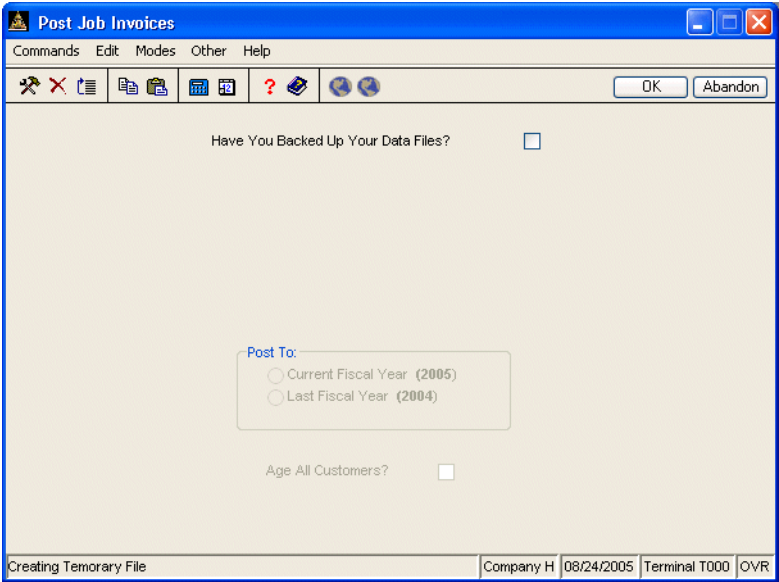 Post Job Invoices
Commands Edit Modes Other Help
12 ? ?
OK Abandon
Have You Backed Up Your Data Files?
Post To:
Current Fiscal Year (2005)
Last Fiscal Year (2004)
Age All Customers?
Creating Temorary File Company H 08/24/2005 Terminal T000 OVR